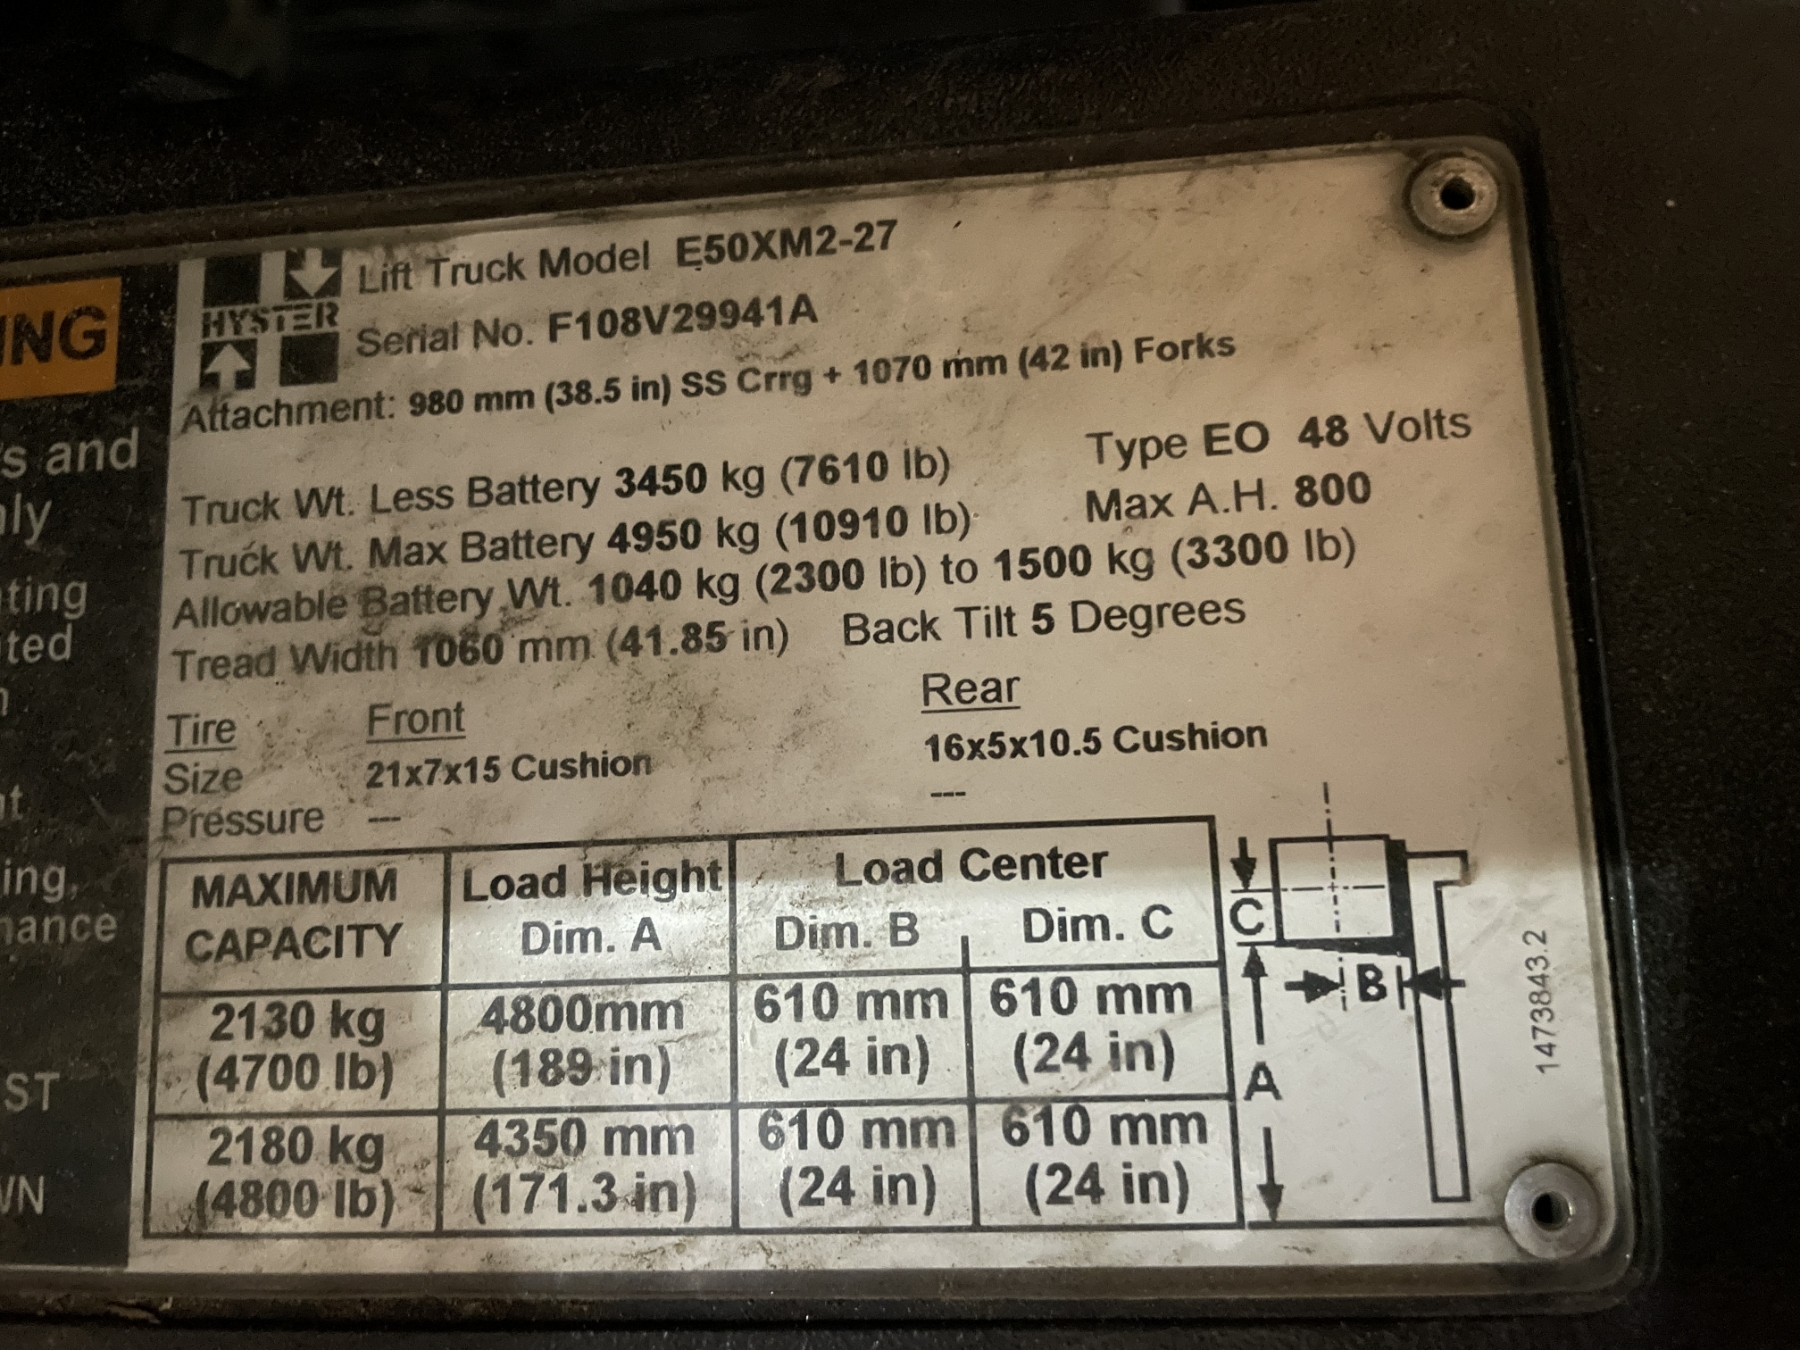 ING
s and
nly
ting
ted
nt
ing,
nance
ST
WN
HYSTER
Lift Truck Model E50XM2-27
Serial No. F108V29941A
Attachment: 980 mm (38.5 in) SS Crrg + 1070 mm (42 in) Forks
Truck Wt. Less Battery 3450 kg (7610 lb) Type EO 48 Volts
Truck Wt. Max Battery 4950 kg (10910 lb) Max A.H. 800
Allowable Battery Wt. 1040 kg (2300 lb) to 1500 kg (3300 lb)
Tread Width 1060 mm (41.85 in) Back Tilt 5 Degrees
Tire Front Rear
Size 21x7x15 Cushion 16x5x10.5 Cushion
Pressure --- ---
MAXIMUM CAPACITY Load Height Dim. A Load Center
Dim. B Dim. C
2130 kg 4800mm 610 mm 610 mm
(4700 lb) (189 in) (24 in) (24 in)
2180 kg 4350 mm 610 mm 610 mm
(4800 lb) (171.3 in) (24 in) (24 in)
C
B
A
1473843.2